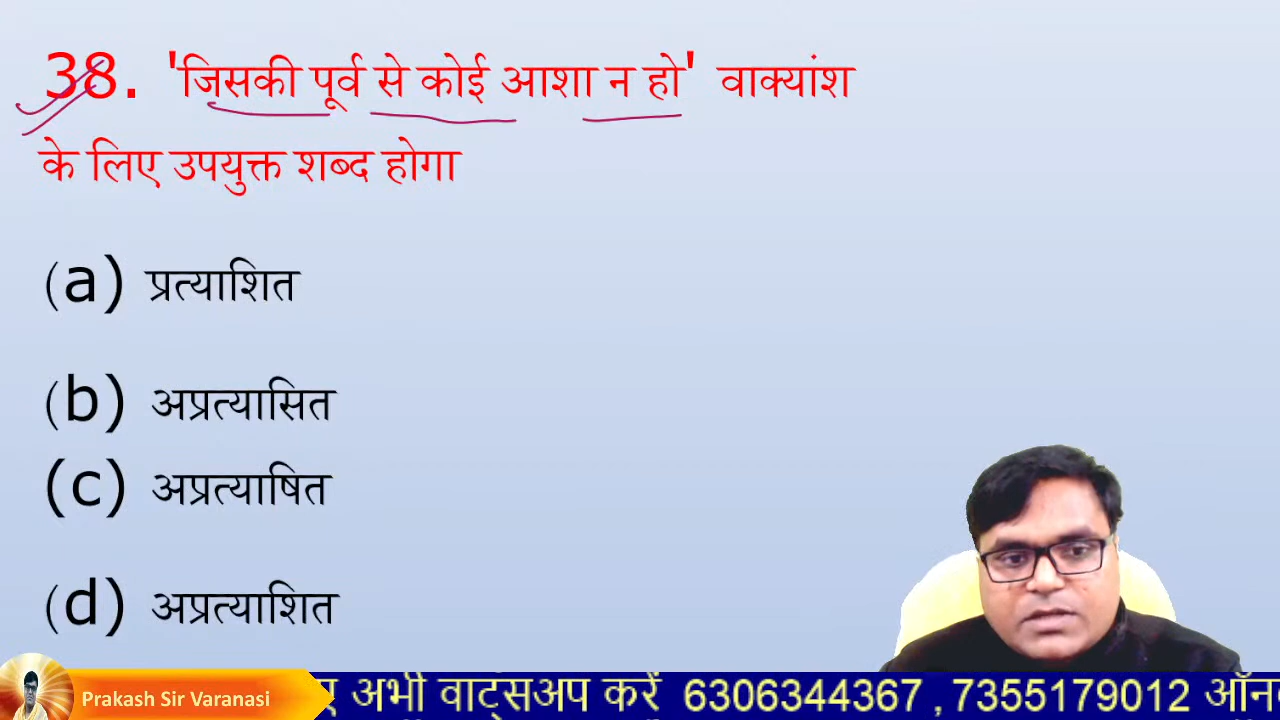 38. 'जिसकी पूर्व से कोई आशा न हो' वाक्यांश
के लिए उपयुक्त शब्द होगा
(a) प्रत्याशित
(b) अप्रत्यासित
(c) अप्रत्याषित
(d) अप्रत्याशित
Prakash Sir Varanasi
अभी वाट्सअप करें 6306344367 ,7355179012